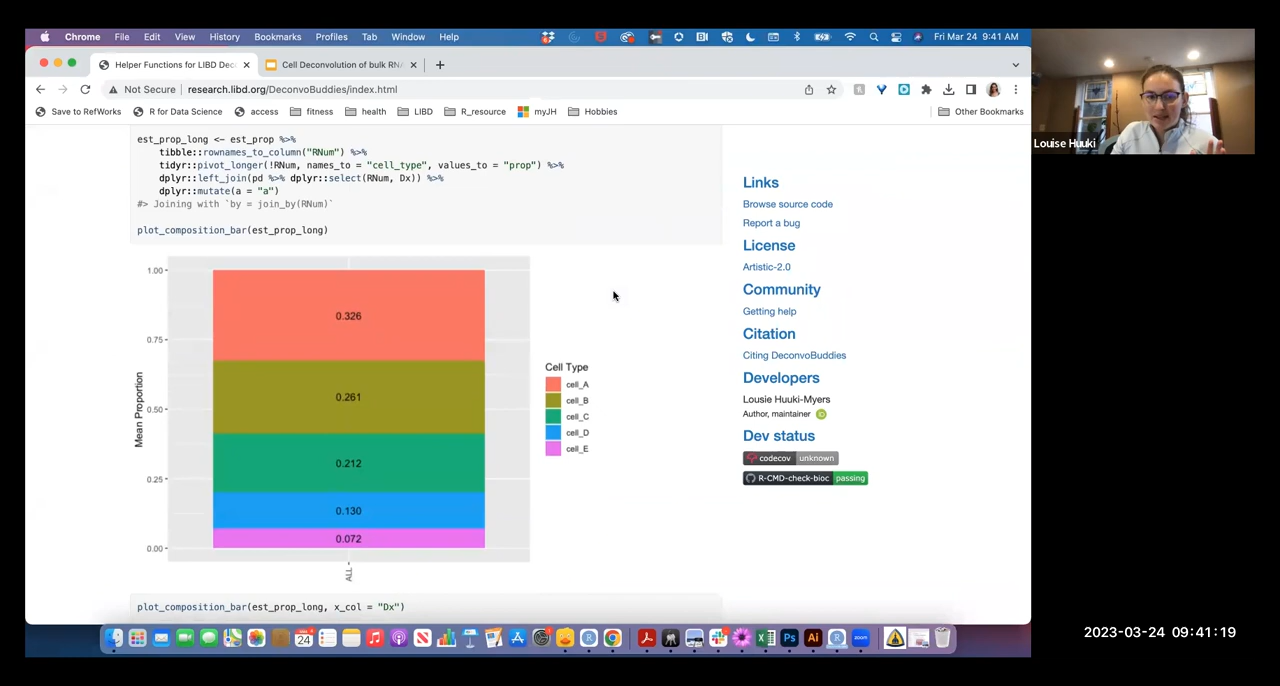 Chrome File Edit View History Bookmarks Profiles Tab Window Help Fri Mar 24 9:41 AM
Helper Functions for LIBD Deco Cell Deconvolution of bulk RNA
Not Secure research.libd.org/DeconvoBuddies/index.html
Save to RefWorks R for Data Science access fitness health LIBD R_resource myJH Hobbies Other Bookmarks
est_prop_long <- est_prop %>%
tibble::rownames_to_column("RNum") %>%
tidyr::pivot_longer(!RNum, names_to = "cell_type", values_to = "prop") %>%
dplyr::left_join(pd %>% dplyr::select(RNum, Dx)) %>%
dplyr::mutate(a = "a")
#> Joining with `by = join_by(RNum)`
plot_composition_bar(est_prop_long)
Mean Proportion
1.00
0.75
0.50
0.25
0.00
0.326
0.261
0.212
0.130
0.072
ALL
Cell Type
cell_A
cell_B
cell_C
cell_D
cell_E
plot_composition_bar(est_prop_long, x_col = "Dx")
Links
Browse source code
Report a bug
License
Artistic-2.0
Community
Getting help
Citation
Citing DeconvoBuddies
Developers
Lousie Huuki-Myers
Author, maintainer
Dev status
codecov unknown
R-CMD-check-bioc passing
Louise Huuki
2023-03-24 09:41:19